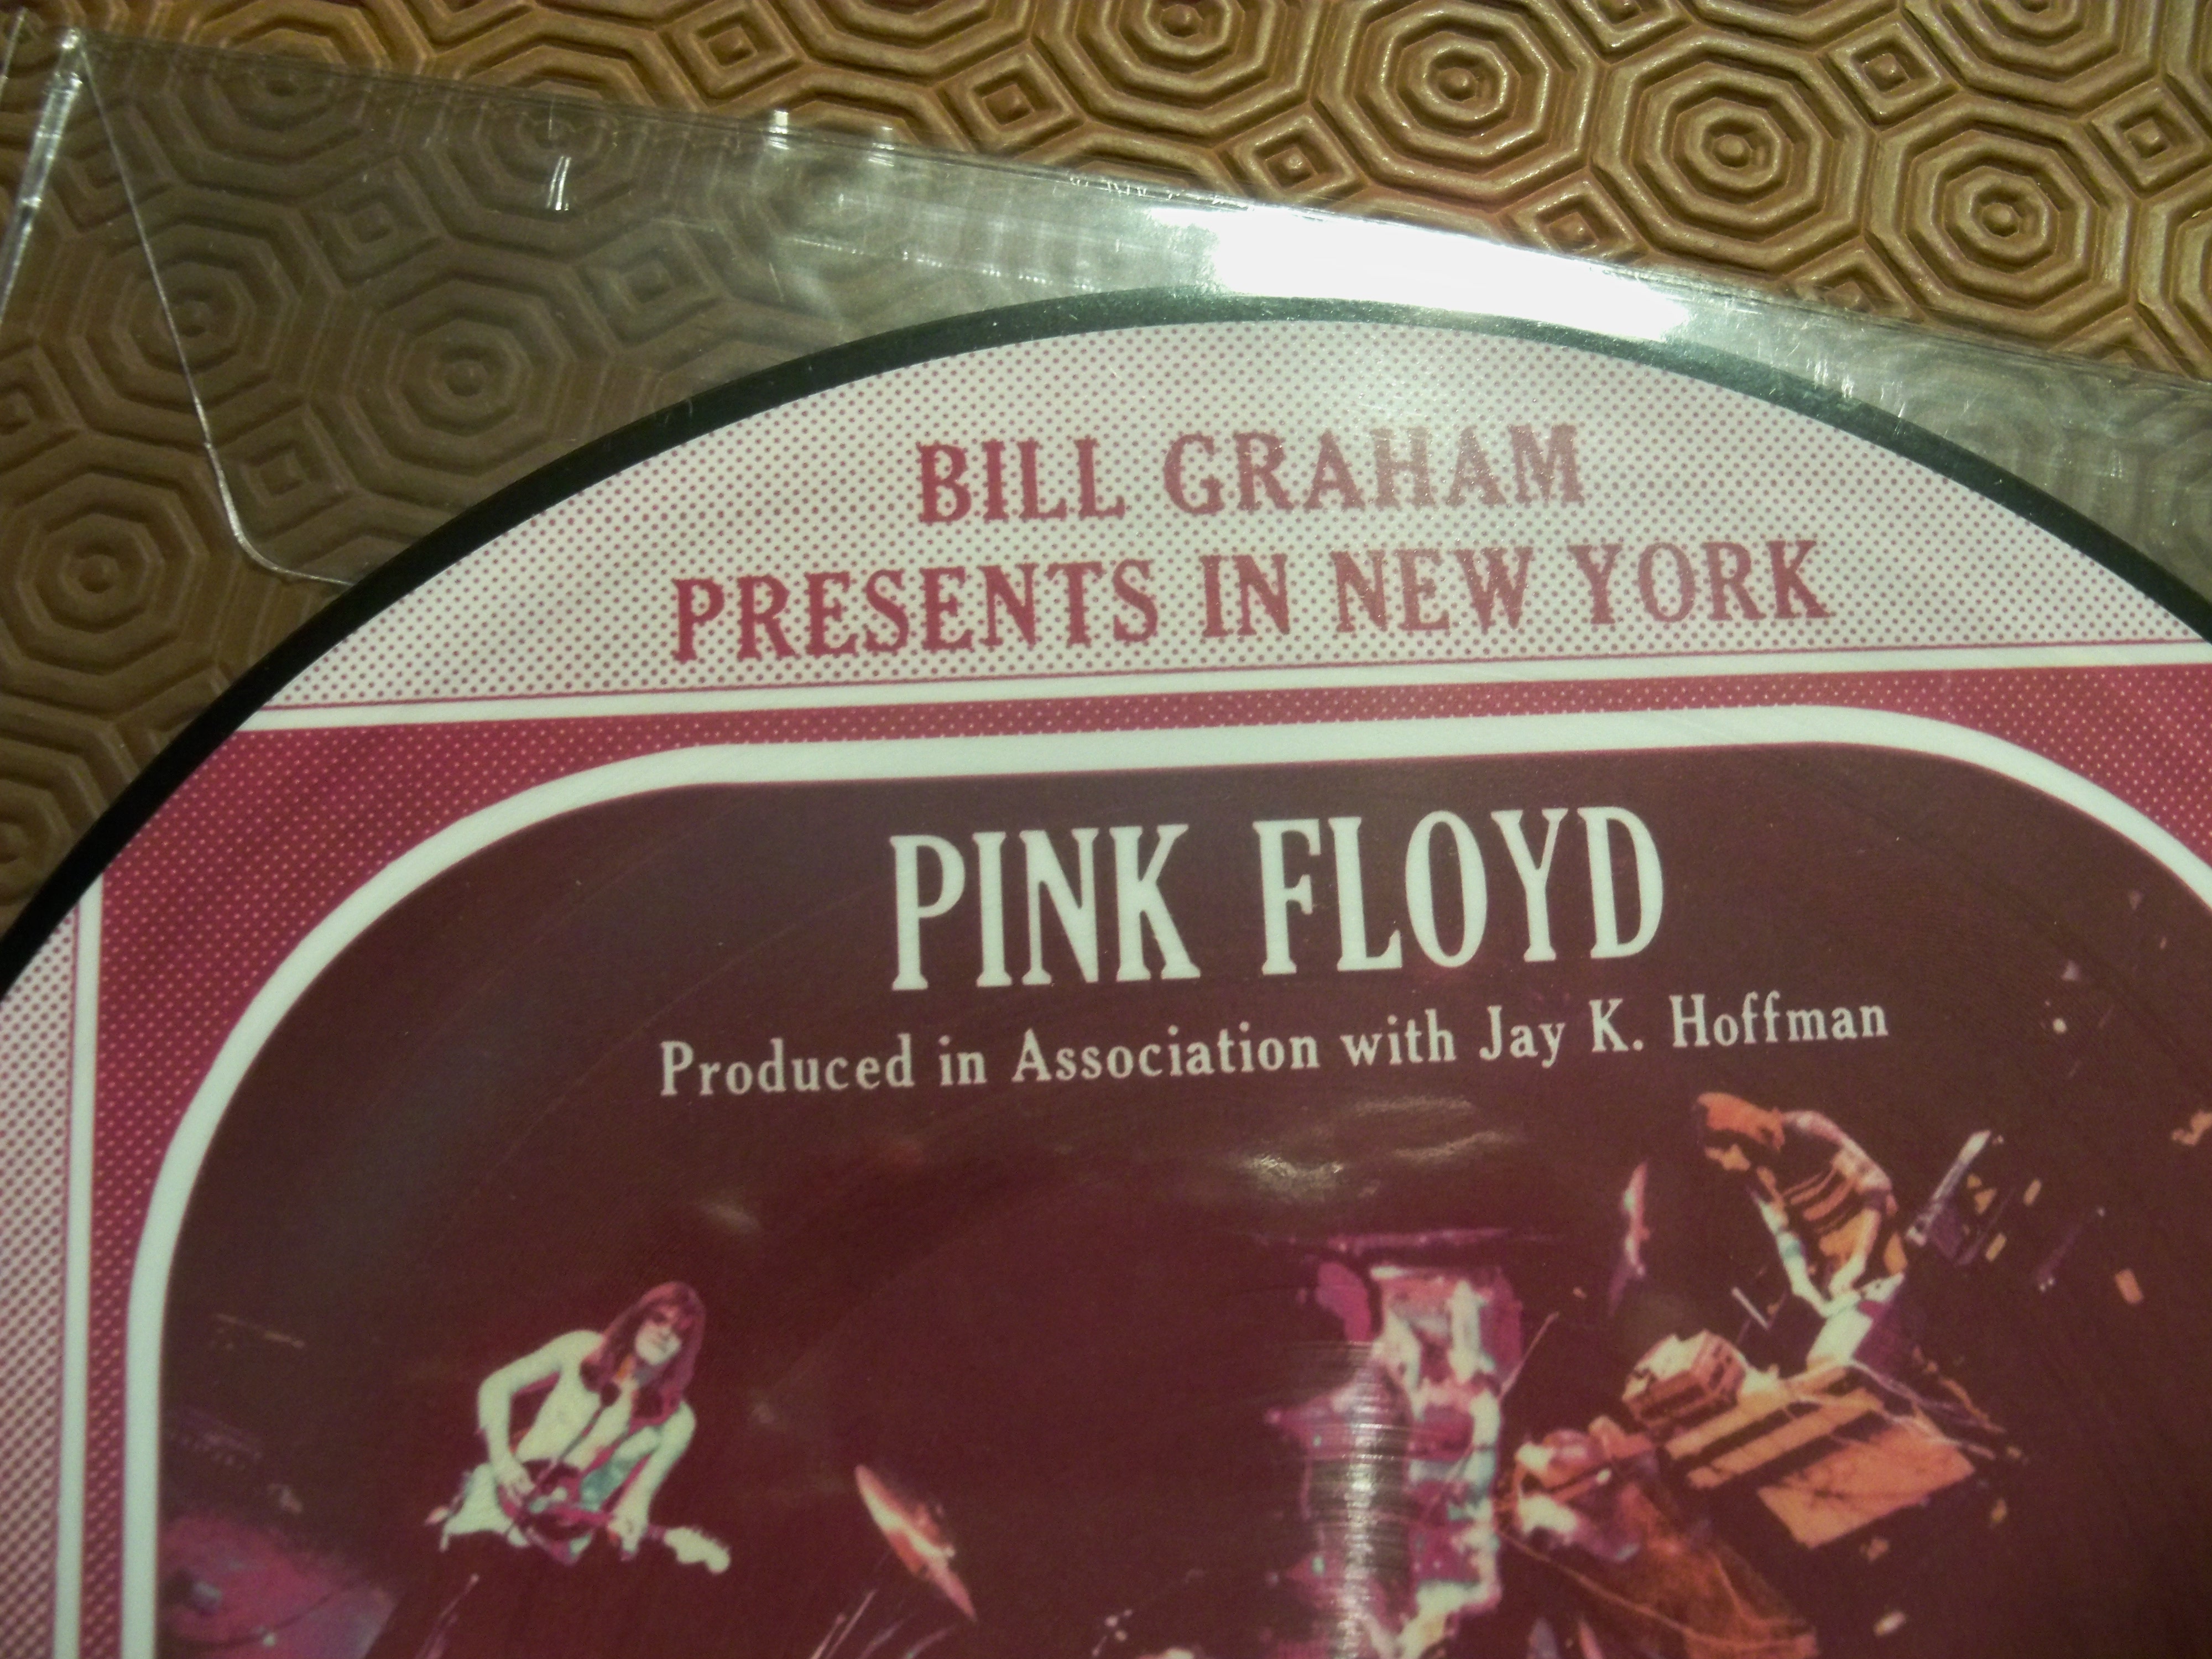 BILL GRAHAM
PRESENTS IN NEW YORK
PINK FLOYD
Produced in Association with Jay K. Hoffman